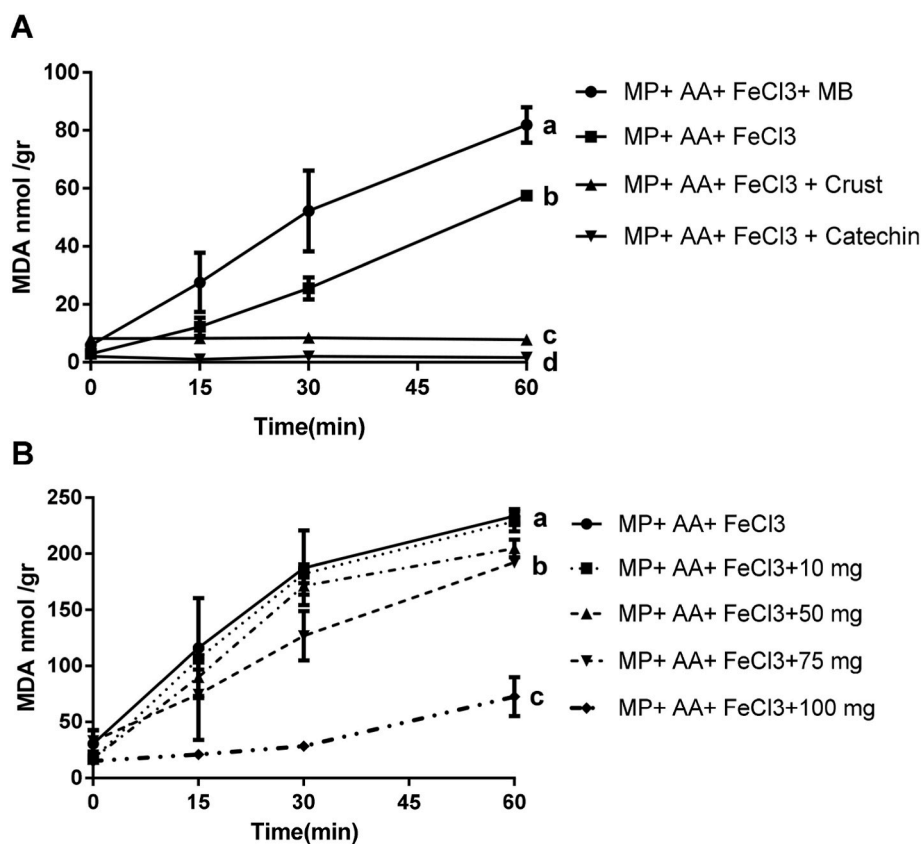 A
100
80
60
40
20
0
MDA nmol /gr
0 15 30 45 60
Time(min)
a
b
c
d
MP+ AA+ FeCl3+ MB
MP+ AA+ FeCl3
MP+ AA+ FeCl3 + Crust
MP+ AA+ FeCl3 + Catechin
B
250
200
150
100
50
0
MDA nmol /gr
0 15 30 45 60
Time(min)
a
b
c
MP+ AA+ FeCl3
MP+ AA+ FeCl3+10 mg
MP+ AA+ FeCl3+50 mg
MP+ AA+ FeCl3+75 mg
MP+ AA+ FeCl3+100 mg